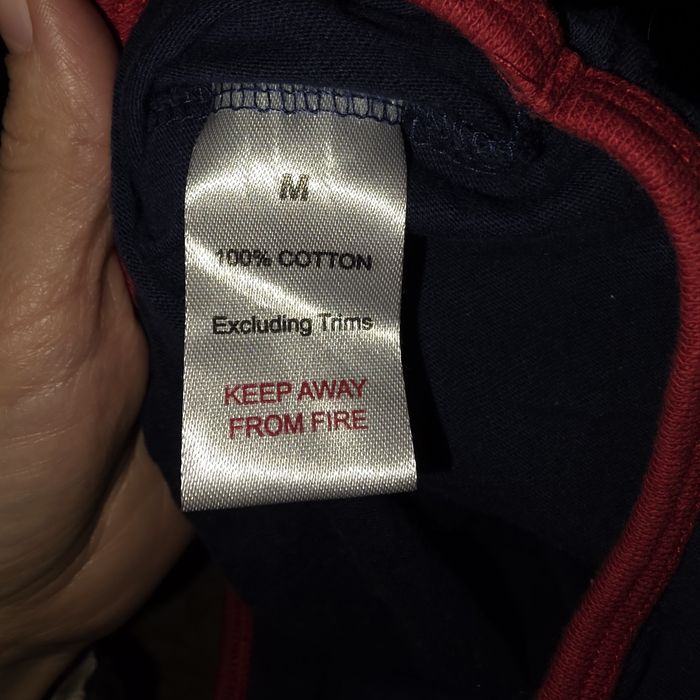 M
100% COTTON
Excluding Trims
KEEP AWAY
FROM FIRE